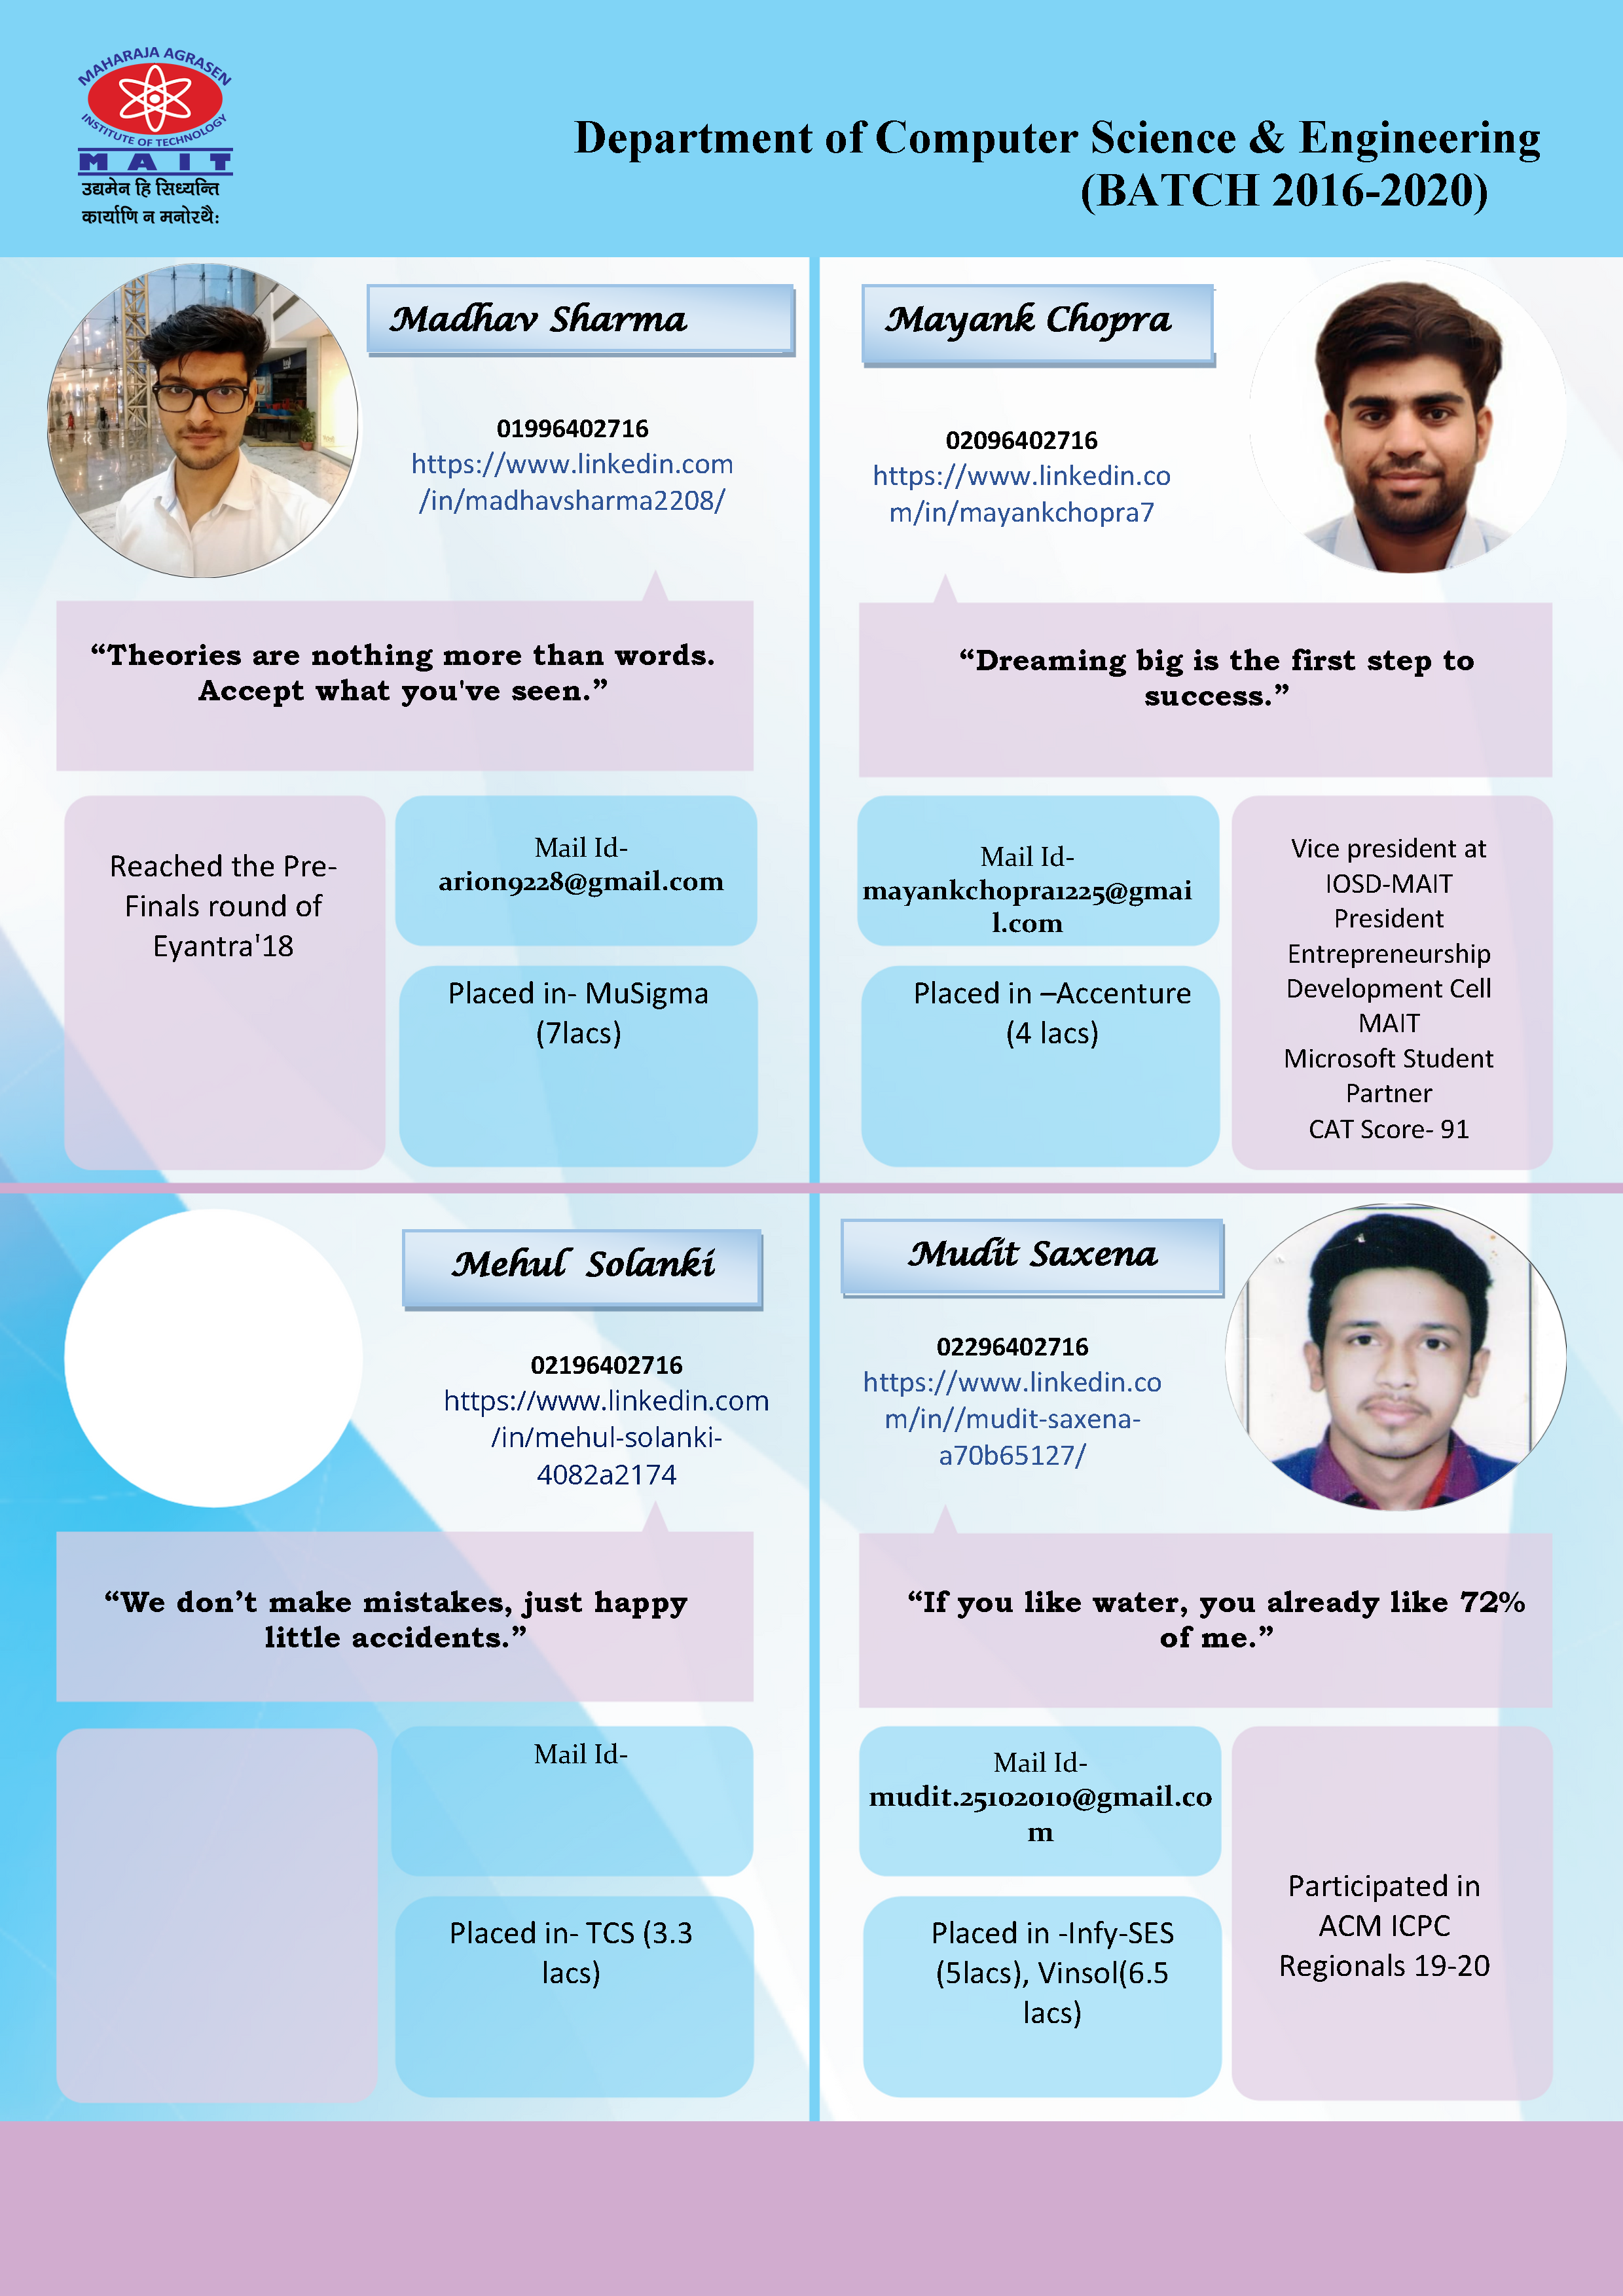 MAHARAJA AGRASEN
INSTITUTE OF TECHNOLOGY
MAIT
उद्यमेन हि सिध्यन्ति
कार्याणि न मनोरथै:
Department of Computer Science & Engineering
(BATCH 2016-2020)
Madhav Sharma
01996402716
https://www.linkedin.com
/in/madhavsharma2208/
“Theories are nothing more than words.
Accept what you've seen.”
Reached the Pre-
Finals round of
Eyantra'18
Mail Id-
arion9228@gmail.com
Placed in- MuSigma
(7lacs)
Mayank Chopra
02096402716
https://www.linkedin.co
m/in/mayankchopra7
“Dreaming big is the first step to
success.”
Mail Id-
mayankchopra1225@gmai
l.com
Placed in –Accenture
(4 lacs)
Vice president at
IOSD-MAIT
President
Entrepreneurship
Development Cell
MAIT
Microsoft Student
Partner
CAT Score- 91
Mehul Solanki
02196402716
https://www.linkedin.com
/in/mehul-solanki-
4082a2174
“We don’t make mistakes, just happy
little accidents.”
Mail Id-
Placed in- TCS (3.3
lacs)
Mudit Saxena
02296402716
https://www.linkedin.co
m/in//mudit-saxena-
a70b65127/
“If you like water, you already like 72%
of me.”
Mail Id-
mudit.25102010@gmail.co
m
Placed in -Infy-SES
(5lacs), Vinsol(6.5
lacs)
Participated in
ACM ICPC
Regionals 19-20